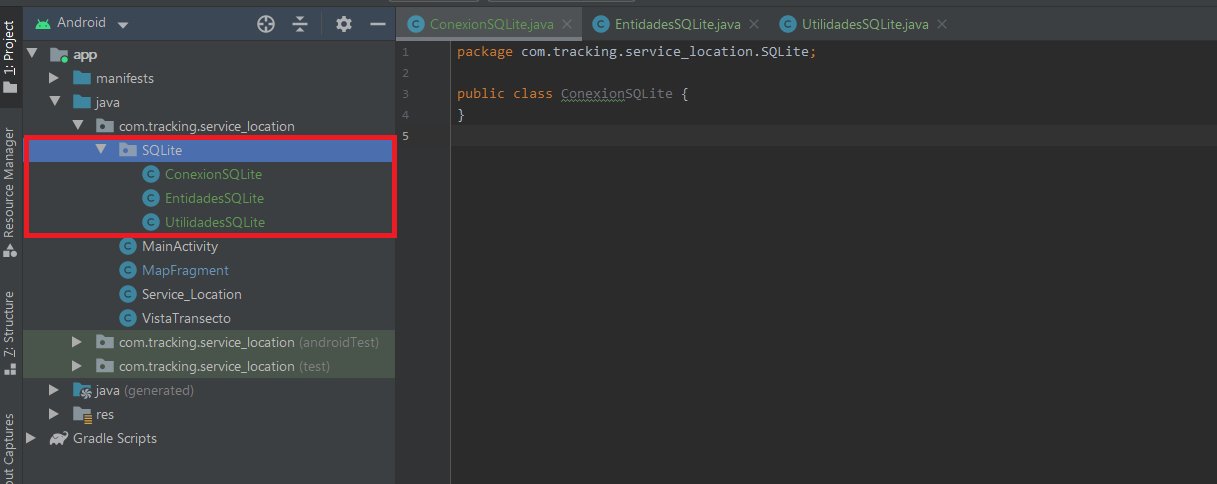 Android
ConexionSQLite.java
EntidadesSQLite.java
UtilidadesSQLite.java
1: Project
Resource Manager
Z: Structure
out Captures
app
manifests
java
com.tracking.service_location
SQLite
ConexionSQLite
EntidadesSQLite
UtilidadesSQLite
MainActivity
MapFragment
Service_Location
VistaTransecto
com.tracking.service_location (androidTest)
com.tracking.service_location (test)
java (generated)
res
Gradle Scripts
1 package com.tracking.service_location.SQLite;
2
3 public class ConexionSQLite {
4 }
5